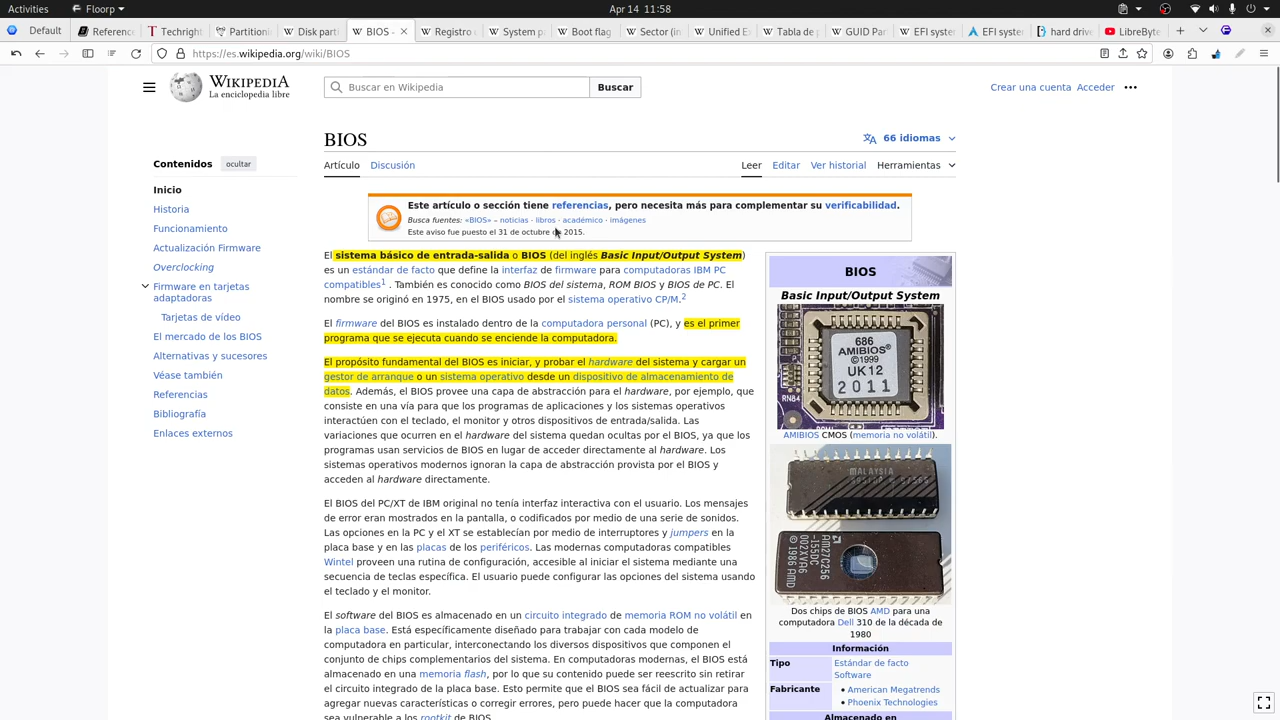 Activities
Floorp
Apr 14 11:58
Default
Reference
Techright
Partition
Disk parti
BIOS -
Registro d
System pa
Boot flag
Sector (in
Unified Ex
Tabla de p
GUID Par
EFI system
EFI system
hard drive
LibreByte
https://es.wikipedia.org/wiki/BIOS
WIKIPEDIA
La enciclopedia libre
Buscar en Wikipedia
Buscar
Crear una cuenta Acceder
BIOS
66 idiomas
Artículo Discusión
Leer Editar Ver historial Herramientas
Contenidos ocultar
Inicio
Historia
Funcionamiento
Actualización Firmware
Overclocking
Firmware en tarjetas
adaptadoras
Tarjetas de vídeo
El mercado de los BIOS
Alternativas y sucesores
Véase también
Referencias
Bibliografía
Enlaces externos
Este artículo o sección tiene referencias, pero necesita más para complementar su verificabilidad.
Busca fuentes: «BIOS» – noticias · libros · académico · imágenes
Este aviso fue puesto el 31 de octubre de 2015.
El sistema básico de entrada-salida o BIOS (del inglés Basic Input/Output System)
es un estándar de facto que define la interfaz de firmware para computadoras IBM PC
compatibles1 . También es conocido como BIOS del sistema, ROM BIOS y BIOS de PC. El
nombre se originó en 1975, en el BIOS usado por el sistema operativo CP/M.2
El firmware del BIOS es instalado dentro de la computadora personal (PC), y es el primer
programa que se ejecuta cuando se enciende la computadora.
El propósito fundamental del BIOS es iniciar, y probar el hardware del sistema y cargar un
gestor de arranque o un sistema operativo desde un dispositivo de almacenamiento de
datos. Además, el BIOS provee una capa de abstracción para el hardware, por ejemplo, que
consiste en una vía para que los programas de aplicaciones y los sistemas operativos
interactúen con el teclado, el monitor y otros dispositivos de entrada/salida. Las
variaciones que ocurren en el hardware del sistema quedan ocultas por el BIOS, ya que los
programas usan servicios de BIOS en lugar de acceder directamente al hardware. Los
sistemas operativos modernos ignoran la capa de abstracción provista por el BIOS y
acceden al hardware directamente.
El BIOS del PC/XT de IBM original no tenía interfaz interactiva con el usuario. Los mensajes
de error eran mostrados en la pantalla, o codificados por medio de una serie de sonidos.
Las opciones en la PC y el XT se establecían por medio de interruptores y jumpers en la
placa base y en las placas de los periféricos. Las modernas computadoras compatibles
Wintel proveen una rutina de configuración, accesible al iniciar el sistema mediante una
secuencia de teclas específica. El usuario puede configurar las opciones del sistema usando
el teclado y el monitor.
El software del BIOS es almacenado en un circuito integrado de memoria ROM no volátil en
la placa base. Está específicamente diseñado para trabajar con cada modelo de
computadora en particular, interconectando los diversos dispositivos que componen el
conjunto de chips complementarios del sistema. En computadoras modernas, el BIOS está
almacenado en una memoria flash, por lo que su contenido puede ser reescrito sin retirar
el circuito integrado de la placa base. Esto permite que el BIOS sea fácil de actualizar para
agregar nuevas características o corregir errores, pero puede hacer que la computadora
sea vulnerable a los rootkit de BIOS.
BIOS
Basic Input/Output System
686
AMIBIOS
©1999
UK12
2011
RN84
AMIBIOS CMOS (memoria no volátil).
MALAYSIA
AM27C256
© 1986 AMD
Dos chips de BIOS AMD para una
computadora Dell 310 de la década de
1980
Información
Tipo
Estándar de facto
Software
Fabricante
• American Megatrends
• Phoenix Technologies
Almacenado en